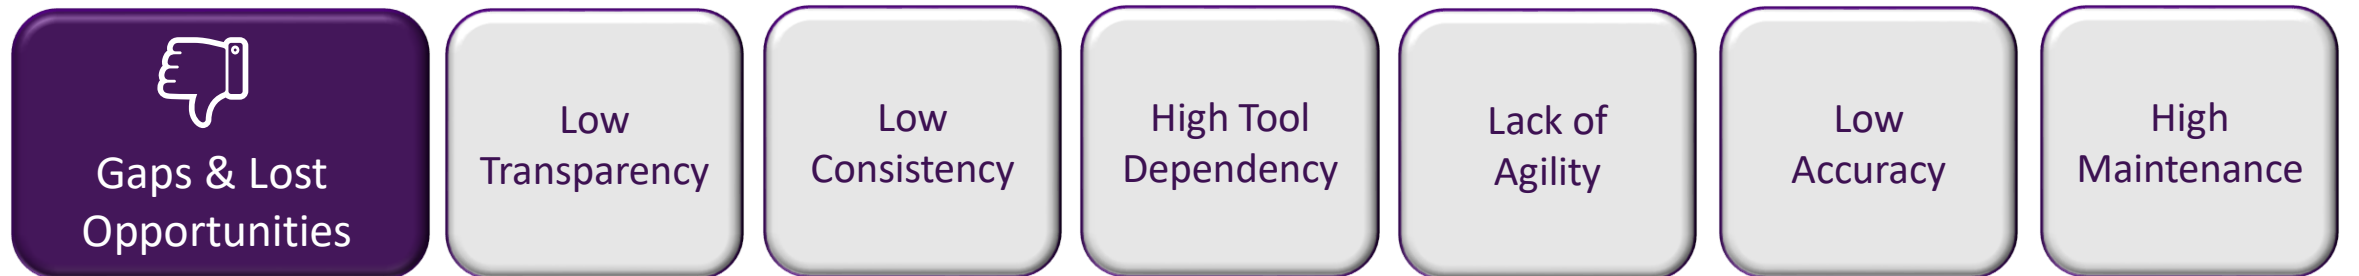 Gaps & Lost
Opportunities
Low
Transparency
Low
Consistency
High Tool
Dependency
Lack of
Agility
Low
Accuracy
High
Maintenance